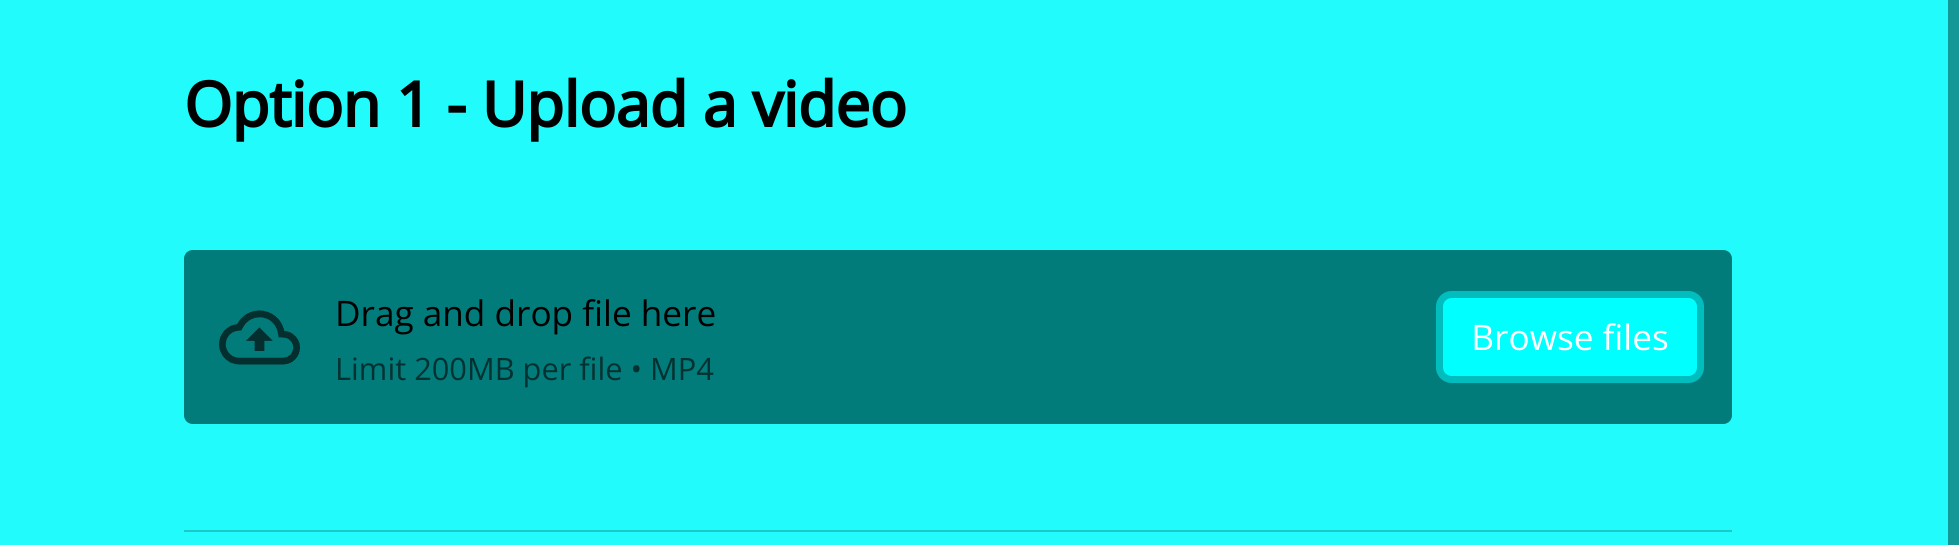 Option 1 - Upload a video
Drag and drop file here
Limit 200MB per file • MP4
Browse files